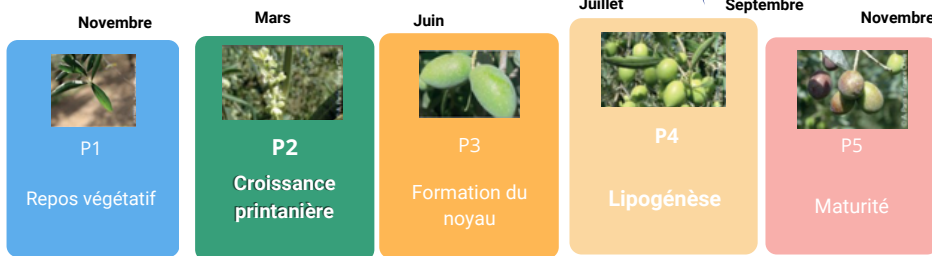 Novembre
Mars
Juin
Juillet
Septembre
Novembre
P1
Repos végétatif
P2
Croissance
printanière
P3
Formation du
noyau
P4
Lipogénèse
P5
Maturité